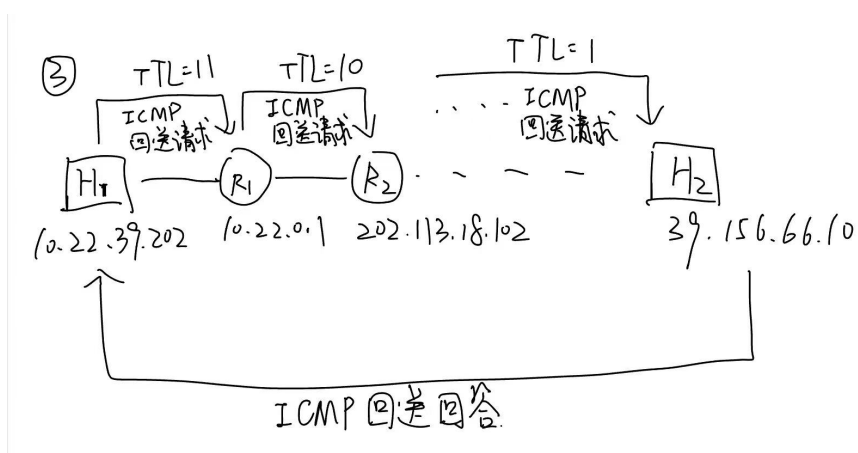 ③ TTL=11 TTL=10 TTL=1
ICMP ICMP .... ICMP
回送请求 回送请求 回送请求
H1 R1 R2 H2
10.22.39.202 10.22.0.1 202.113.18.102 39.156.66.10
ICMP 回送回答